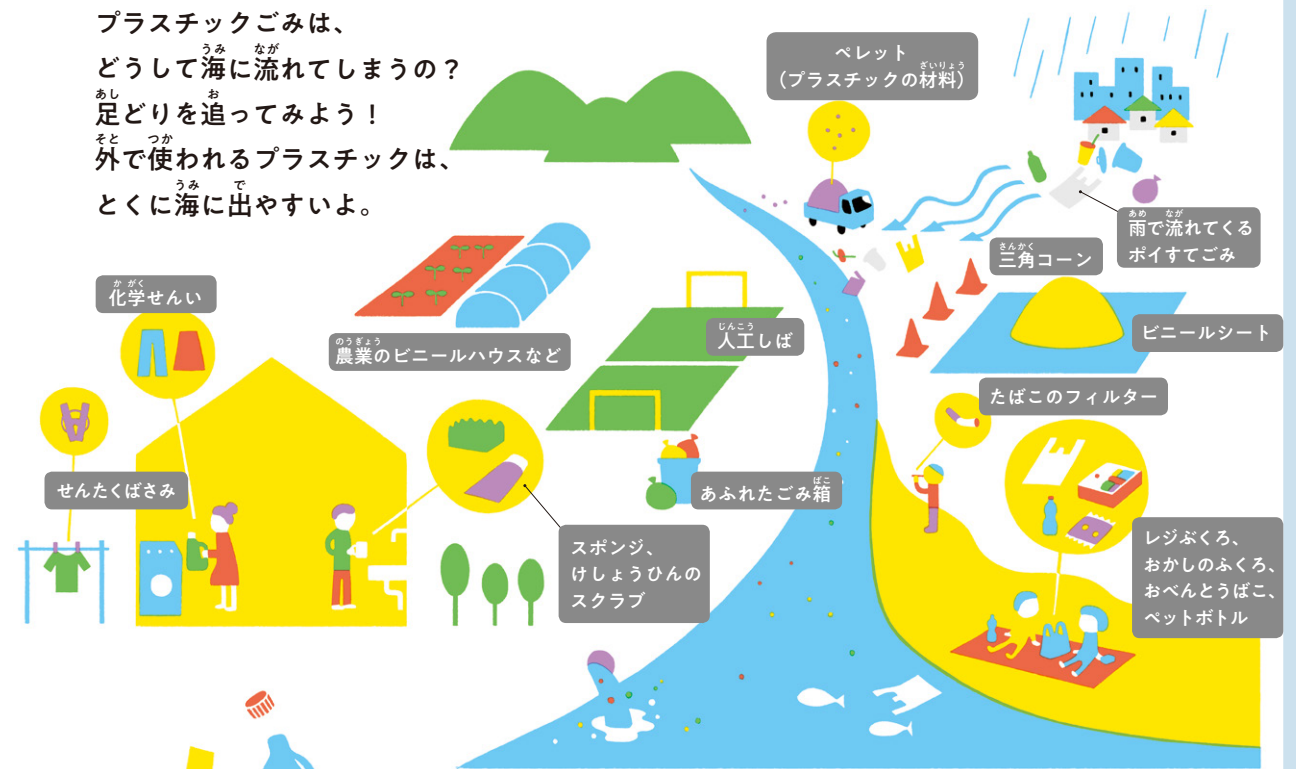 プラスチックごみは、
どうして海に流れてしまうの？
足どりを追ってみよう！
外で使われるプラスチックは、
とくに海に出やすいよ。
ペレット
（プラスチックの材料）
雨で流れてくる
ポイすてごみ
三角コーン
ビニールシート
化学せんい
農業のビニールハウスなど
人工しば
たばこのフィルター
せんたくばさみ
あふれたごみ箱
スポンジ、
けしょうひんの
スクラブ
レジぶくろ、
おかしのふくろ、
おべんとうばこ、
ペットボトル